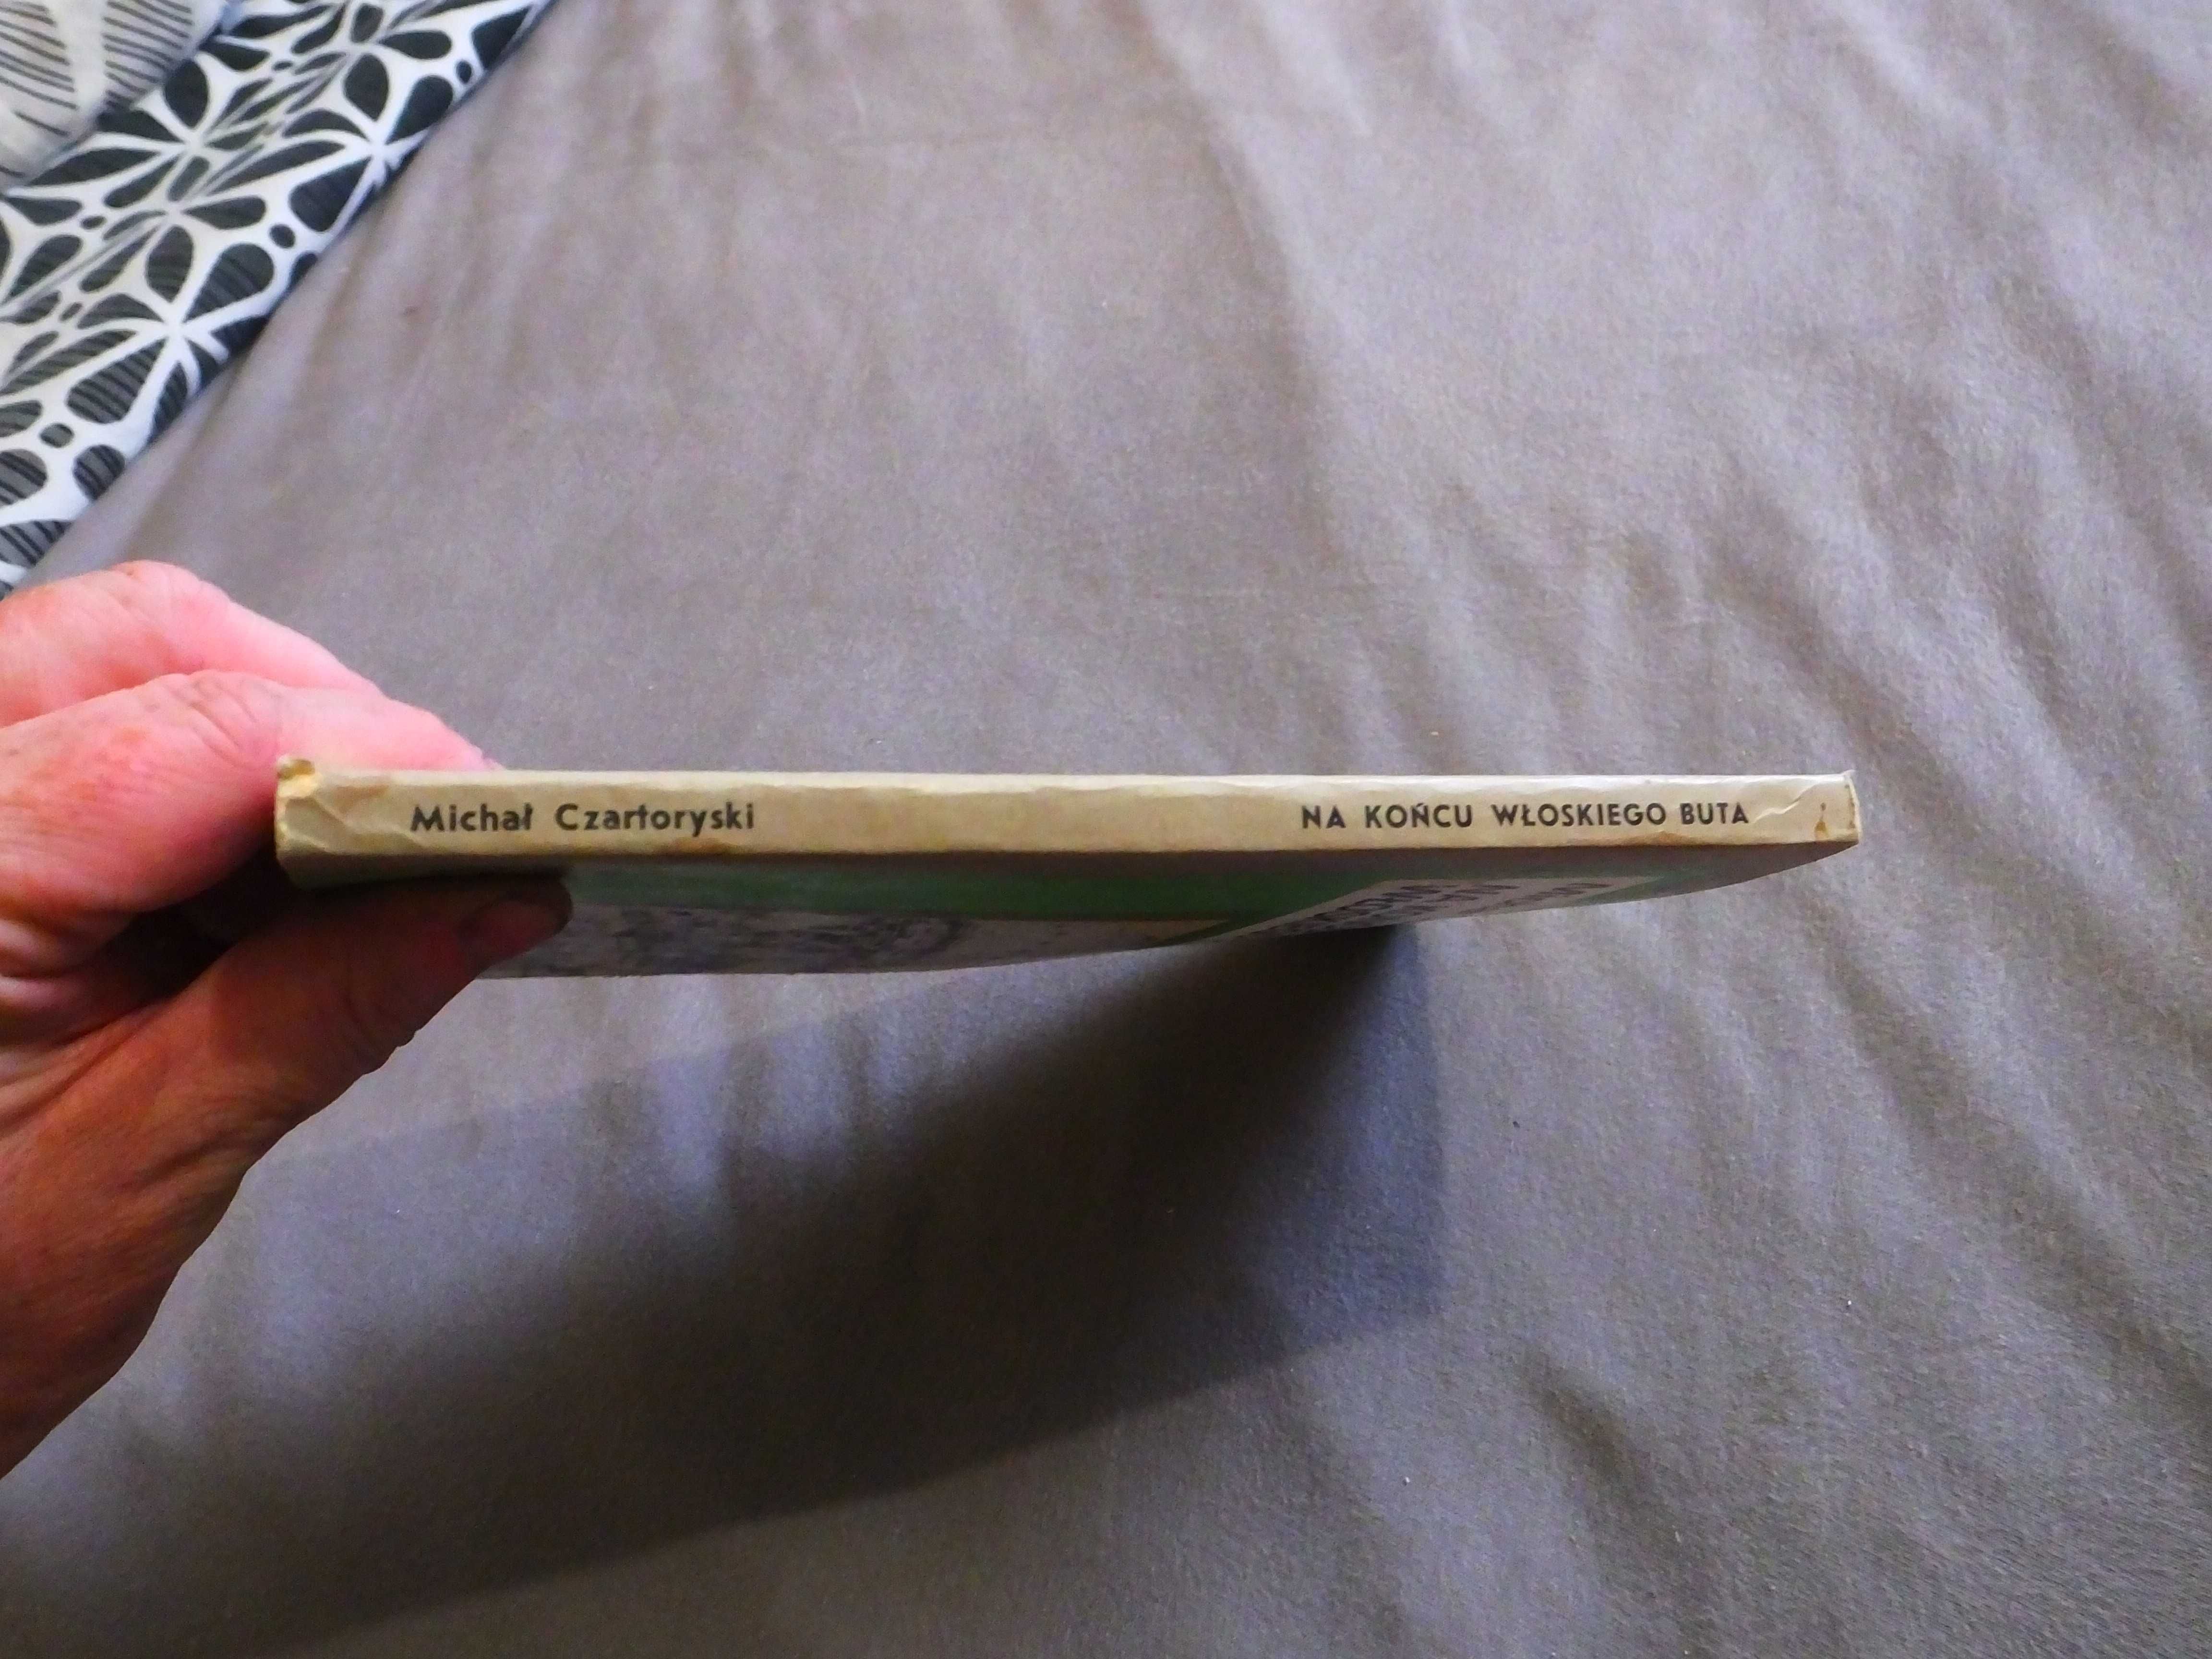 Michał Czartoryski
NA KOŃCU WŁOSKIEGO BUTA